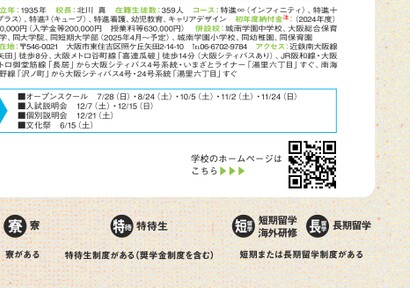 立年：1935年　校長：北川　真　在籍生徒数：359人　コース：特進∞（インフィニティ）、特進＋
プラス）、特進³（キューブ）、特進看護、幼児教育、キャリアデザイン　初年度納付金注：（2024年度）
0,000円（入学金等200,000円　授業料等630,000円）　併設校：城南学園中学校、大阪総合保育
学、同大学院、同短期大学部（2025年4月〜予定）、城南学園小学校、同幼稚園、同保育園
在地：〒546-0021　大阪市東住吉区照ケ丘矢田2-14-10　℡06-6702-9784　アクセス：近鉄南大阪線
矢田」徒歩8分、大阪メトロ谷町線「喜連瓜破」徒歩14分（大阪シティバスあり）、JR阪和線・大阪
トロ御堂筋線「長居」から大阪シティバス4号系統・いまざとライナー「湯里六丁目」すぐ、南海
野線「沢ノ町」から大阪シティバス4号・24号系統「湯里六丁目」すぐ
■オープンスクール　7/28（日）・8/24（土）・10/5（土）・11/2（土）・11/24（日）
■入試説明会　12/7（土）・12/15（日）
■個別説明会　12/21（土）
■文化祭　6/15（土）
学校のホームページは
こちら▶▶▶
寮 寮
特待 特待生
短留学 短期留学
海外研修
長留学 長期留学
寮がある
特待生制度がある（奨学金制度を含む）
短期または長期留学制度がある